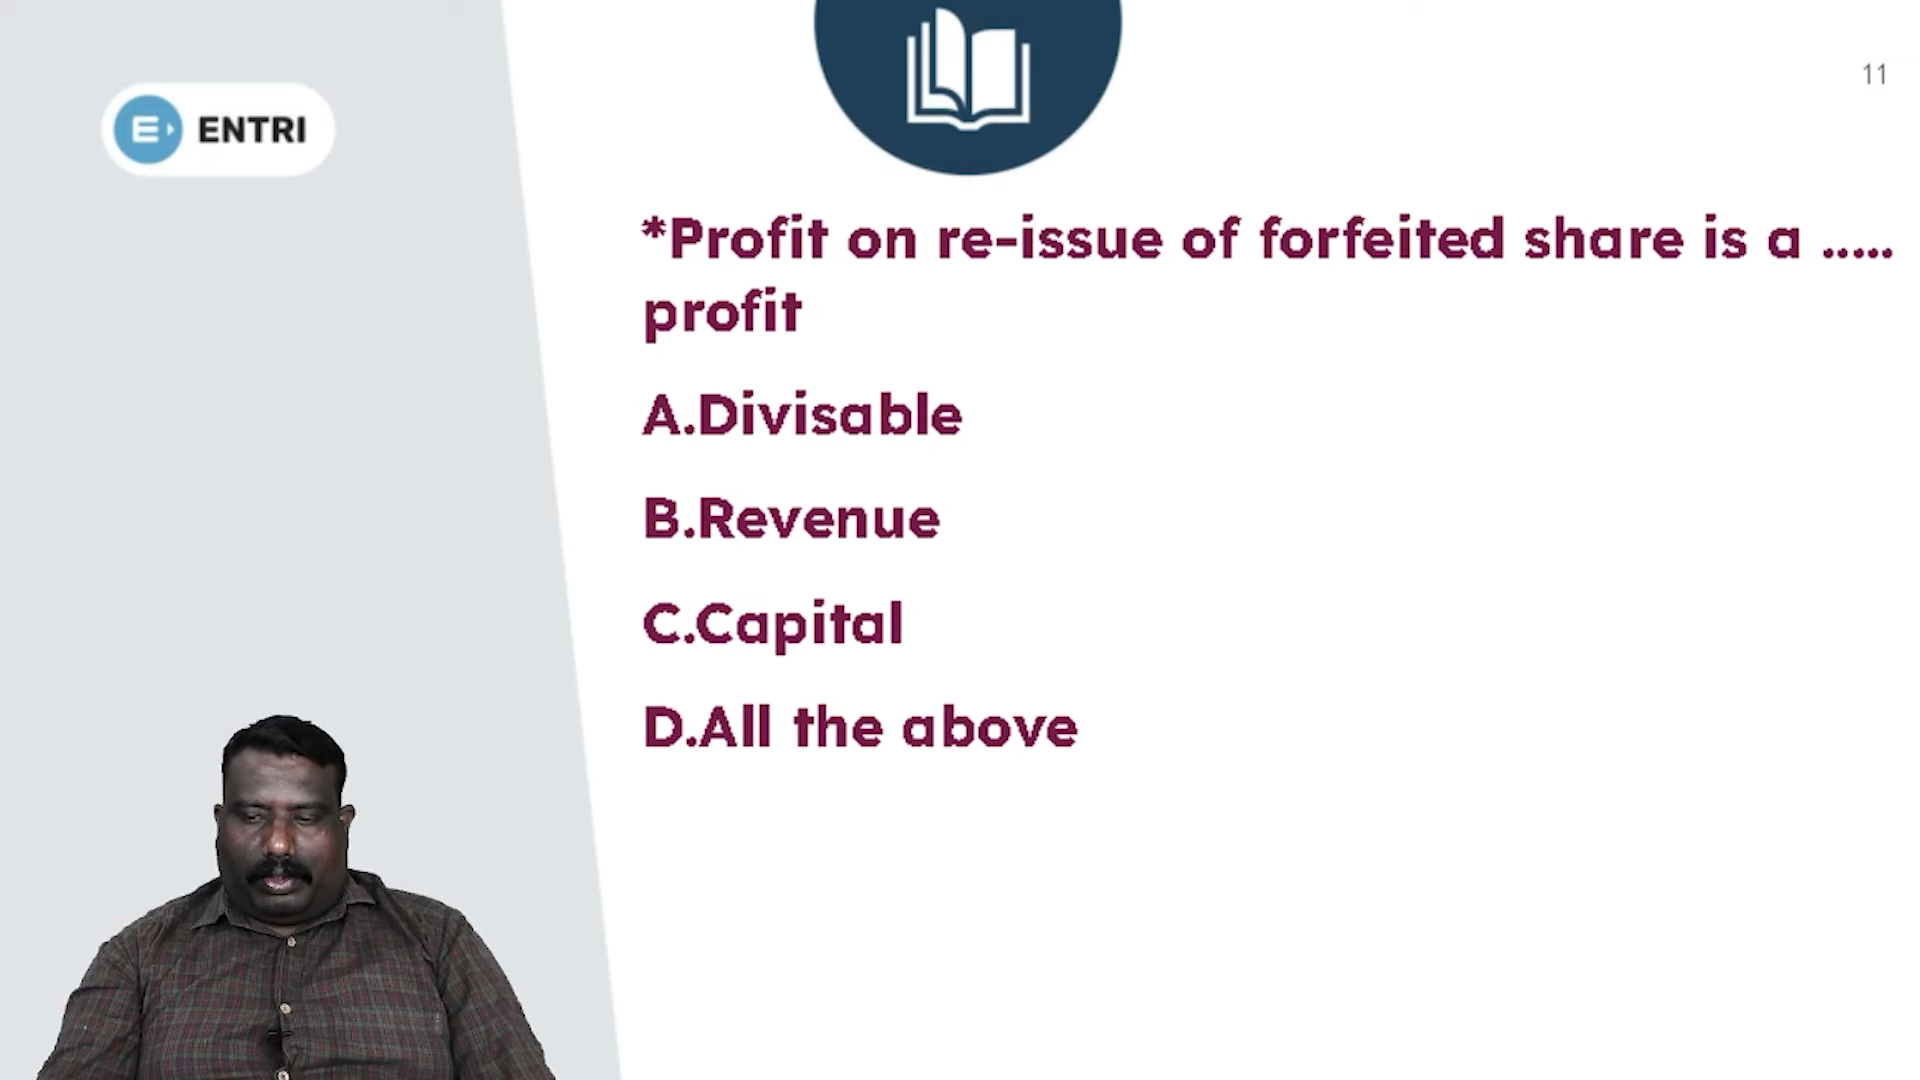 11
E ENTRI
*Profit on re-issue of forfeited share is a .....
profit
A.Divisable
B.Revenue
C.Capital
D.All the above